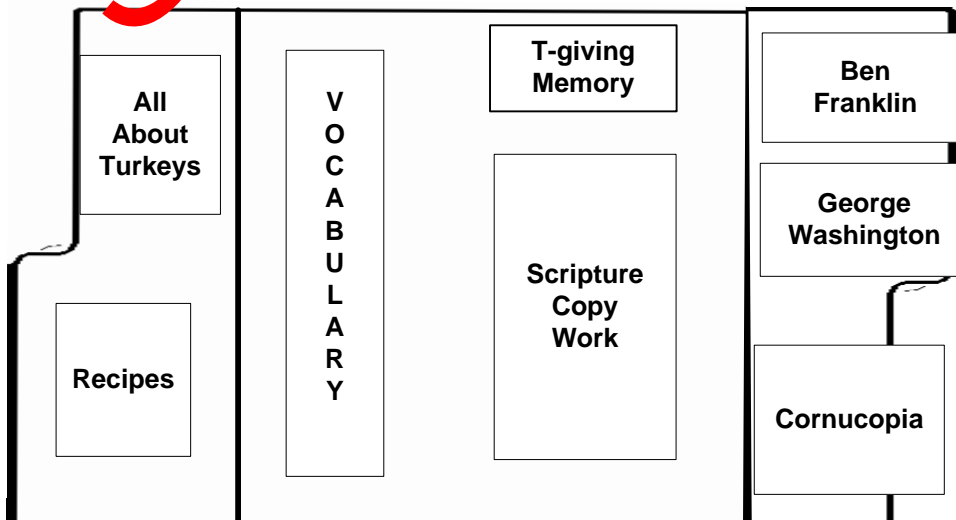 All
About
Turkeys
Recipes
V
O
C
A
B
U
L
A
R
Y
T-giving
Memory
Scripture
Copy
Work
Ben
Franklin
George
Washington
Cornucopia